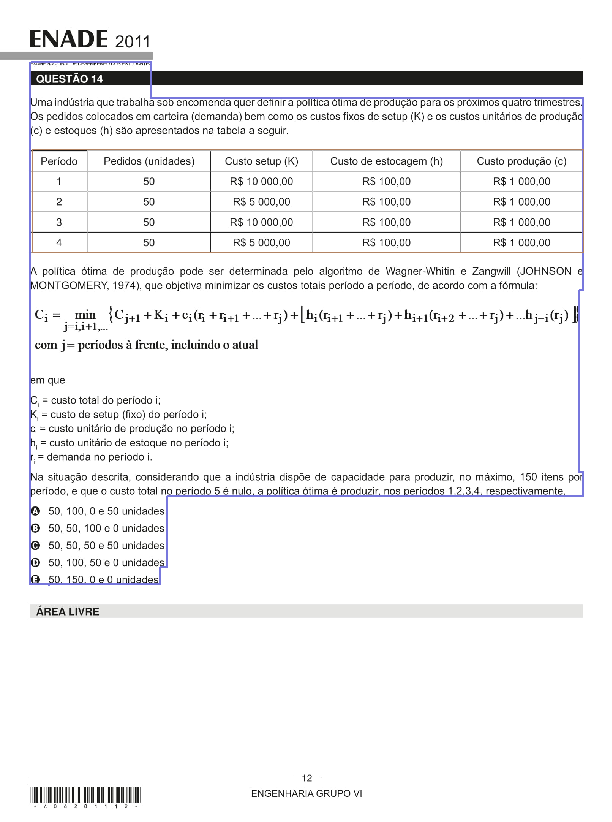 ENADE 2011
QUESTÃO 14
Uma indústria que trabalha sob encomenda quer definir a política ótima de produção para os próximos quatro trimestres.
Os pedidos colocados em carteira (demanda) bem como os custos fixos de setup (K) e os custos unitários de produção
(c) e estoques (h) são apresentados na tabela a seguir.
Período Pedidos (unidades) Custo setup (K) Custo de estocagem (h) Custo produção (c)
1 50 R$ 10 000,00 R$ 100,00 R$ 1 000,00
2 50 R$ 5 000,00 R$ 100,00 R$ 1 000,00
3 50 R$ 10 000,00 R$ 100,00 R$ 1 000,00
4 50 R$ 5 000,00 R$ 100,00 R$ 1 000,00
A política ótima de produção pode ser determinada pelo algoritmo de Wagner-Whitin e Zangwill (JOHNSON e
MONTGOMERY, 1974), que objetiva minimizar os custos totais período a período, de acordo com a fórmula:
C_i = min {C_{j+1} + K_i + c_i(r_i + r_{i+1} + ... + r_j) + [h_i(r_{i+1} + ... + r_j) + h_{i+1}(r_{i+2} + ... + r_j) + ...h_{j−i}(r_j) ]}
j=i,i+1,...
com j = períodos à frente, incluindo o atual
em que
C_i = custo total do período i;
K_i = custo de setup (fixo) do período i;
c = custo unitário de produção no período i;
h_i = custo unitário de estoque no período i;
r_i = demanda no período i.
Na situação descrita, considerando que a indústria dispõe de capacidade para produzir, no máximo, 150 itens por
período, e que o custo total no período 5 é nulo, a política ótima é produzir, nos períodos 1,2,3,4, respectivamente,
A 50, 100, 0 e 50 unidades
B 50, 50, 100 e 0 unidades
C 50, 50, 50 e 50 unidades
D 50, 100, 50 e 0 unidades
E 50, 150, 0 e 0 unidades
ÁREA LIVRE
12
ENGENHARIA GRUPO VI